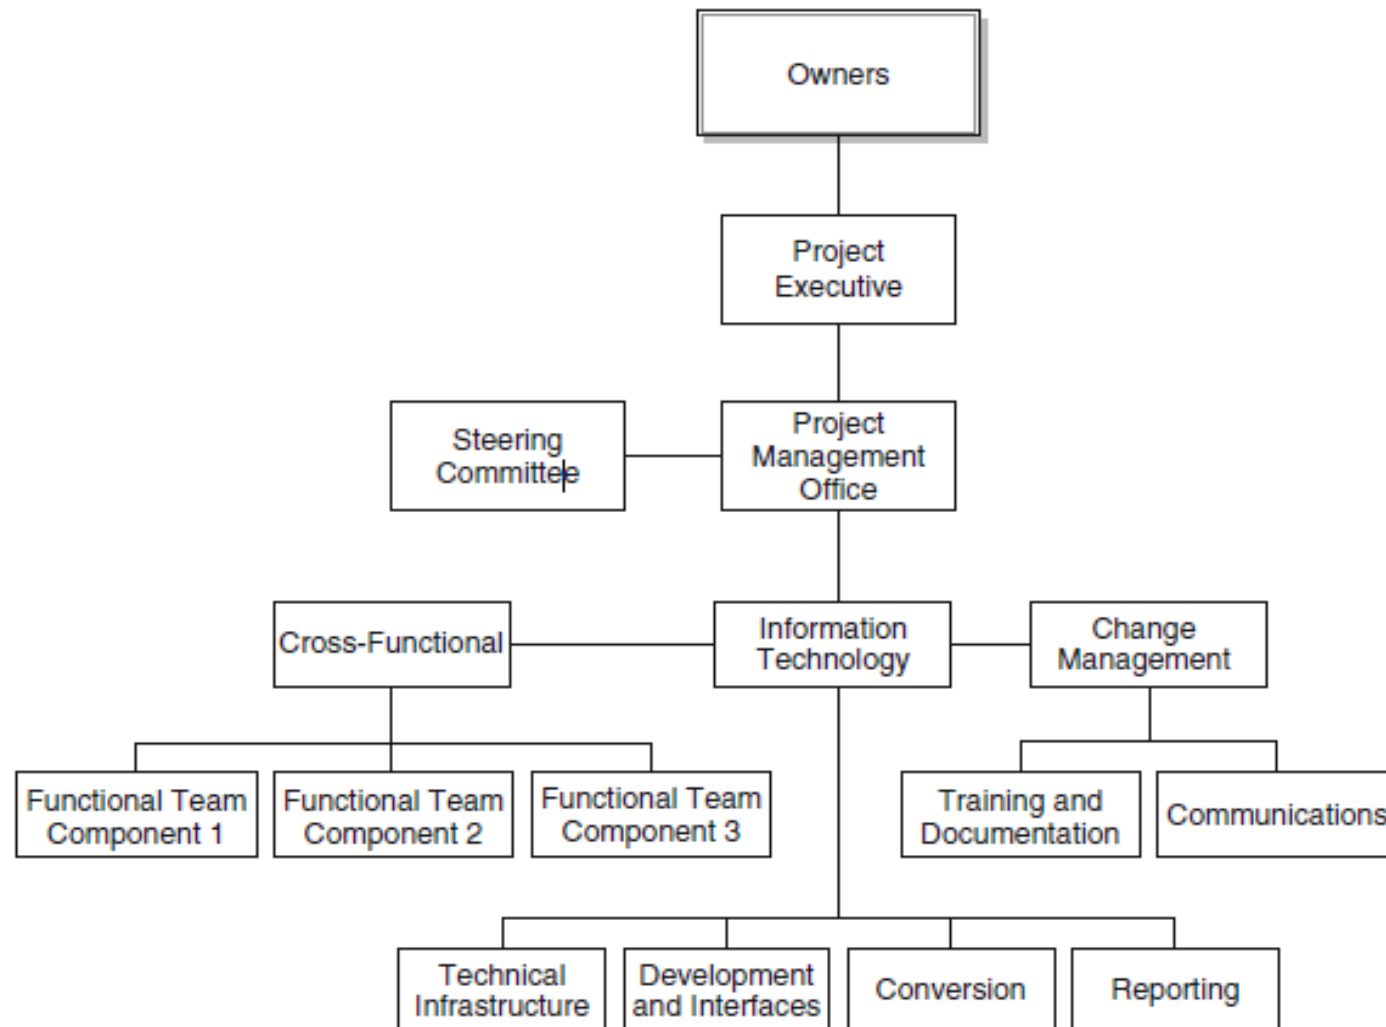 Owners
Project
Executive
Steering
Committee
Project
Management
Office
Cross-Functional
Information
Technology
Change
Management
Functional Team
Component 1
Functional Team
Component 2
Functional Team
Component 3
Training and
Documentation
Communications
Technical
Infrastructure
Development
and Interfaces
Conversion
Reporting